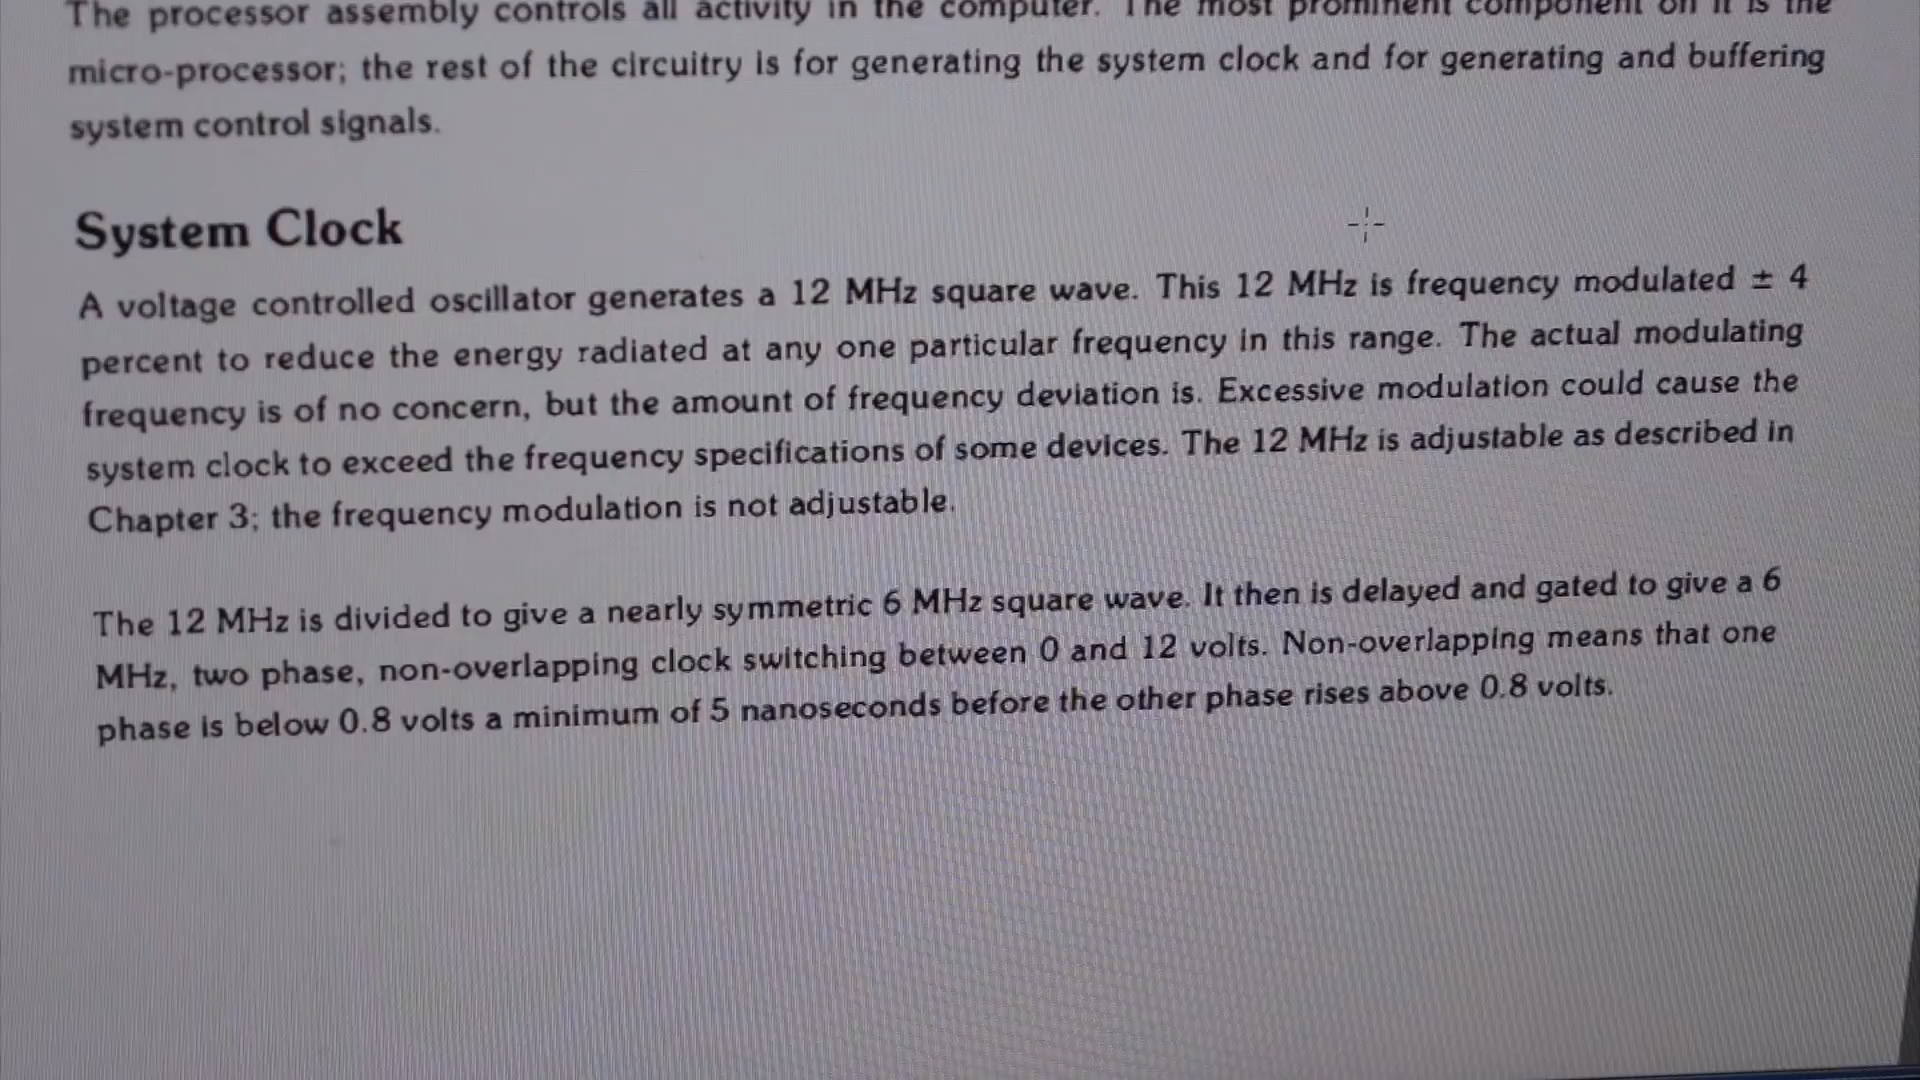 The processor assembly controls all activity in the computer. The most prominent component on it is the
micro-processor; the rest of the circuitry is for generating the system clock and for generating and buffering
system control signals.
System Clock
A voltage controlled oscillator generates a 12 MHz square wave. This 12 MHz is frequency modulated ± 4
percent to reduce the energy radiated at any one particular frequency in this range. The actual modulating
frequency is of no concern, but the amount of frequency deviation is. Excessive modulation could cause the
system clock to exceed the frequency specifications of some devices. The 12 MHz is adjustable as described in
Chapter 3; the frequency modulation is not adjustable.
The 12 MHz is divided to give a nearly symmetric 6 MHz square wave. It then is delayed and gated to give a 6
MHz, two phase, non-overlapping clock switching between 0 and 12 volts. Non-overlapping means that one
phase is below 0.8 volts a minimum of 5 nanoseconds before the other phase rises above 0.8 volts.